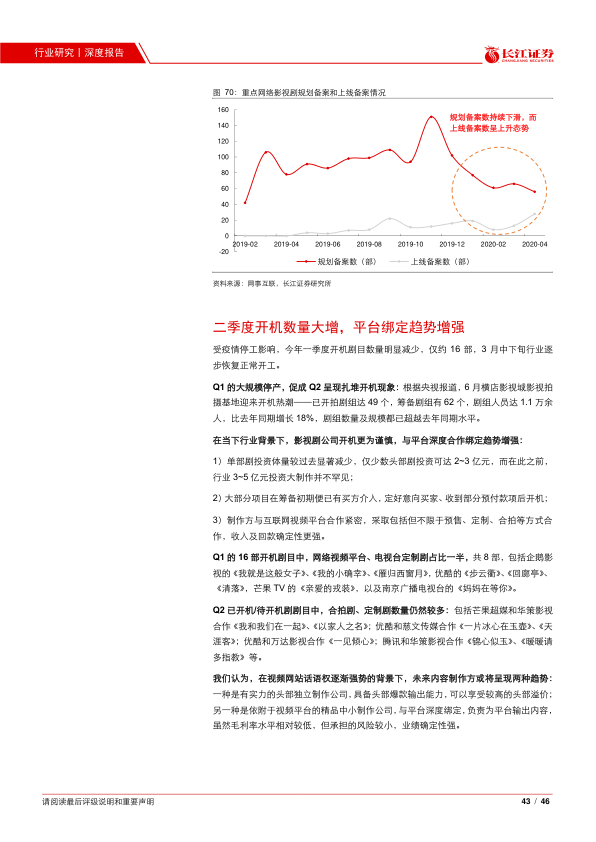 行业研究丨深度报告
长江证券
CHANGJIANG SECURITIES
图 70：重点网络影视剧规划备案和上线备案情况
160
140
120
100
80
60
40
20
0
-20
规划备案数持续下滑，而
上线备案数呈上升态势
2019-02 2019-04 2019-06 2019-08 2019-10 2019-12 2020-02 2020-04
规划备案数（部） 上线备案数（部）
资料来源：网事互联，长江证券研究所
二季度开机数量大增，平台绑定趋势增强
受疫情停工影响，今年一季度开机剧目数量明显减少，仅约 16 部，3 月中下旬行业逐
步恢复正常开工。
Q1 的大规模停产，促成 Q2 呈现扎堆开机现象：根据央视报道，6 月横店影视城影视拍
摄基地迎来开机热潮——已开拍剧组达 49 个，筹备剧组有 62 个，剧组人员达 1.1 万余
人，比去年同期增长 18%，剧组数量及规模都已超越去年同期水平。
在当下行业背景下，影视剧公司开机更为谨慎，与平台深度合作绑定趋势增强：
1）单部剧投资体量较过去显著减少，仅少数头部剧投资可达 2~3 亿元，而在此之前，
行业 3~5 亿元投资大制作并不罕见；
2）大部分项目在筹备初期便已有买方介入，定好意向买家、收到部分预付款项后开机；
3）制作方与互联网视频平台合作紧密，采取包括但不限于预售、定制、合拍等方式合
作，收入及回款确定性更强。
Q1 的 16 部开机剧目中，网络视频平台、电视台定制剧占比一半，共 8 部，包括企鹅影
视的《我就是这般女子》、《我的小确幸》、《雁归西窗月》，优酷的《步云衢》、《回廊亭》、
《清落》，芒果 TV 的《亲爱的戎装》，以及南京广播电视台的《妈妈在等你》。
Q2 已开机/待开机剧剧目中，合拍剧、定制剧数量仍然较多：包括芒果超媒和华策影视
合作《我和我们在一起》、《以家人之名》；优酷和慈文传媒合作《一片冰心在玉壶》、《天
涯客》；优酷和万达影视合作《一见倾心》；腾讯和华策影视合作《锦心似玉》、《暖暖请
多指教》等。
我们认为，在视频网站话语权逐渐强势的背景下，未来内容制作方或将呈现两种趋势：
一种是有实力的头部独立制作公司，具备头部爆款输出能力，可以享受较高的头部溢价；
另一种是依附于视频平台的精品中小制作公司，与平台深度绑定，负责为平台输出内容，
虽然毛利率水平相对较低，但承担的风险较小，业绩确定性强。
请阅读最后评级说明和重要声明
43 / 46